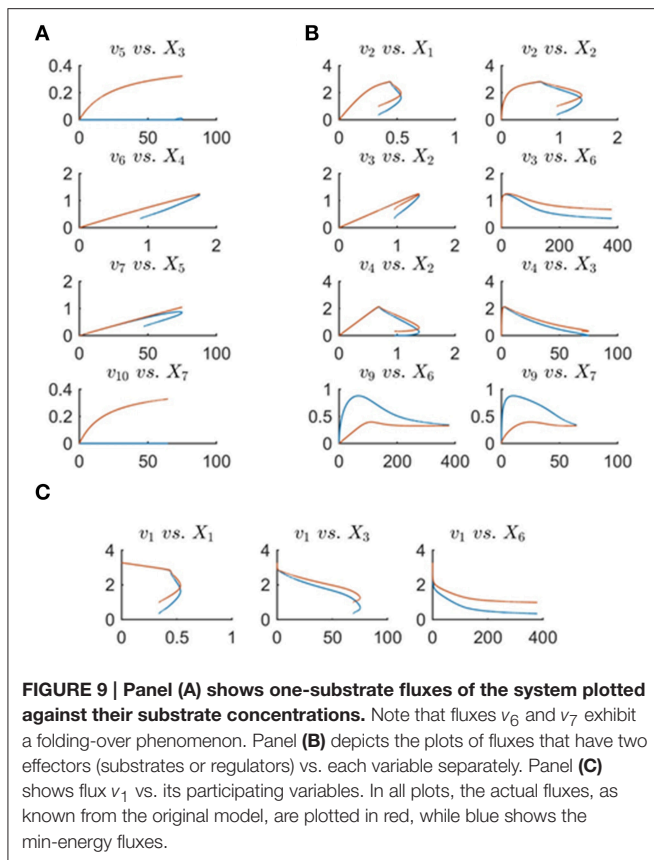 A
B
v5 vs. X3
v2 vs. X1
v2 vs. X2
0.4
0.2
0
0 50 100
4
2
0
0 0.5 1
4
2
0
0 1 2
v6 vs. X4
v3 vs. X2
v3 vs. X6
2
1
0
1 2
2
1
0
0 1 2
2
1
0
0 200 400
v7 vs. X5
v4 vs. X2
v4 vs. X3
2
1
0
0 50 100
4
2
0
0 1 2
4
2
0
0 50 100
v10 vs. X7
v9 vs. X6
v9 vs. X7
0.4
0.2
0
0 50 100
1
0.5
0
0 200 400
1
0.5
0
0 50 100
C
v1 vs. X1
v1 vs. X3
v1 vs. X6
4
2
0
0 0.5 1
4
2
0
0 50 100
4
2
0
0 200 400
FIGURE 9 | Panel (A) shows one-substrate fluxes of the system plotted
against their substrate concentrations. Note that fluxes v6 and v7 exhibit
a folding-over phenomenon. Panel (B) depicts the plots of fluxes that have two
effectors (substrates or regulators) vs. each variable separately. Panel (C)
shows flux v1 vs. its participating variables. In all plots, the actual fluxes, as
known from the original model, are plotted in red, while blue shows the
min-energy fluxes.